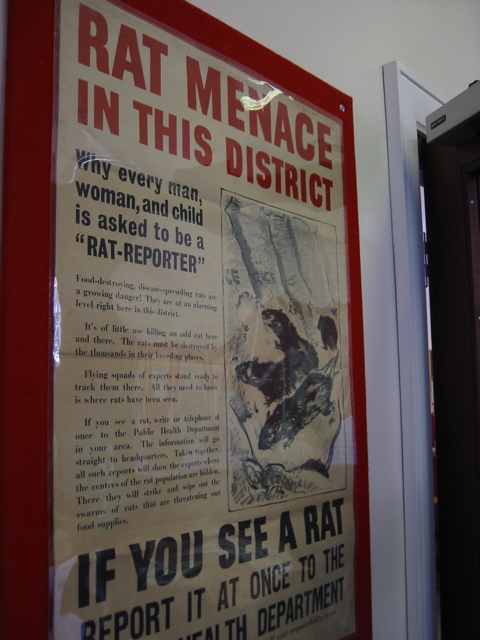 RAT MENACE
IN THIS DISTRICT
Why every man,
woman, and child
is asked to be a
"RAT-REPORTER"
Food-destroying, disease-spreading rats are
a growing danger! They are at an alarming
level right here in this district.
It's of little use killing an odd rat here
and there. The rats must be destroyed by
the thousands in their breeding places.
Flying squads of experts stand ready to
track them there. All they need to know
is where rats have been seen.
If you see a rat, write or telephone at
once to the Public Health Department
in your area. The information will go
straight to headquarters. Taken together,
all such reports will show the experts where
the centres of the rat population are hidden.
There they will strike and wipe out the
swarms of rats that are threatening our
food supplies.
RICE
IF YOU SEE A RAT
REPORT IT AT ONCE TO THE
HEALTH DEPARTMENT